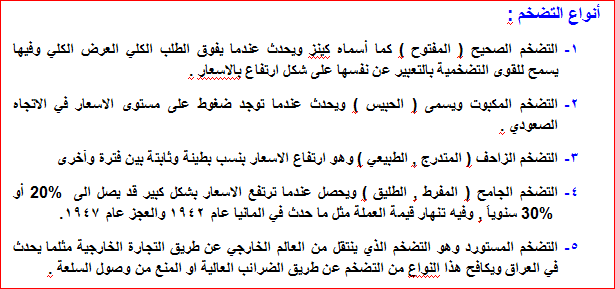 أنواع التضخم :
١- التضخم الصحيح ( المفتوح ) كما أسماه كينز ويحدث عندما يفوق الطلب الكلي العرض الكلي وفيها
يسمح للقوى التضخمية بالتعبير عن نفسها على شكل ارتفاع بالاسعار .
٢- التضخم المكبوت ويسمى ( الحبيس ) ويحدث عندما توجد ضغوط على مستوى الاسعار في الاتجاه
الصعودي .
٣- التضخم الزاحف ( المتدرج , الطبيعي ) وهو ارتفاع الاسعار بنسب بطيئة وثابتة بين فترة وأخرى
٤- التضخم الجامح ( المفرط , الطليق ) ويحصل عندما ترتفع الاسعار بشكل كبير قد يصل الى 20% أو
30% سنوياً , وفيه تنهار قيمة العملة مثل ما حدث في المانيا عام ١٩٤٢ والعجز عام ١٩٤٧.
٥- التضخم المستورد وهو التضخم الذي ينتقل من العالم الخارجي عن طريق التجارة الخارجية مثلما يحدث
في العراق ويكافح هذا النواع من التضخم عن طريق الضرائب العالية او المنع من وصول السلعة .